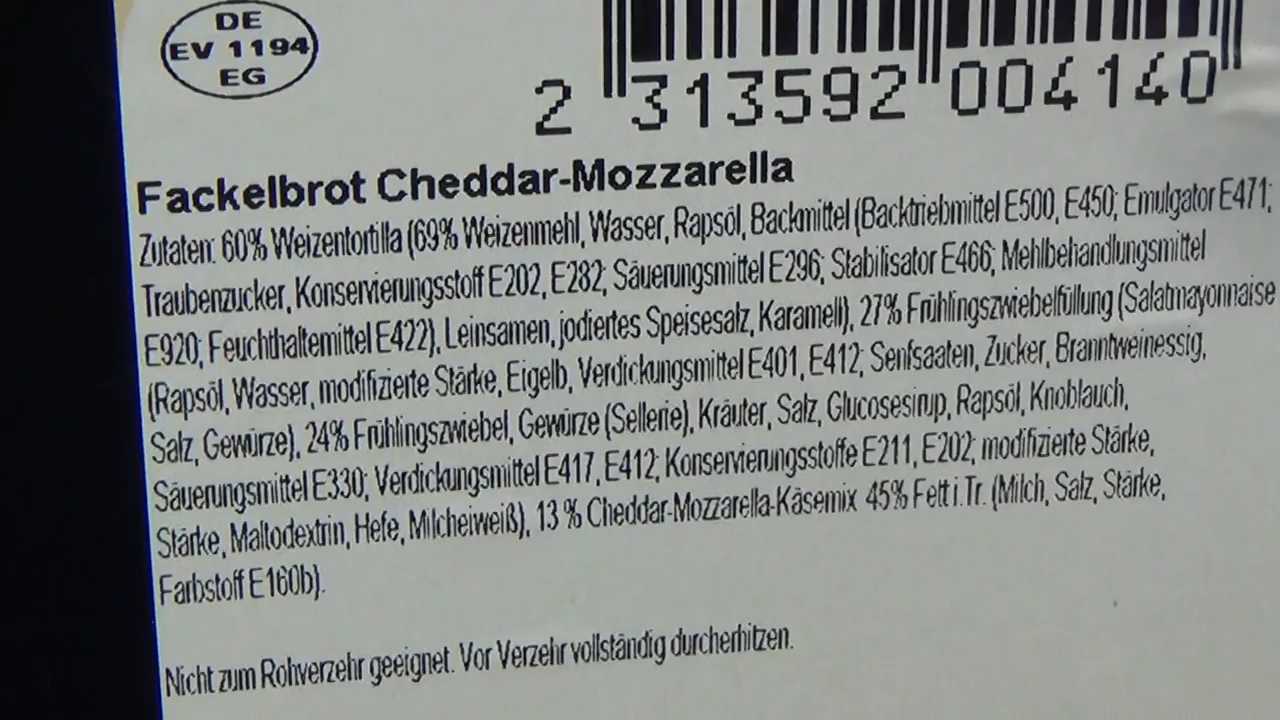 DE
EV 1194
EG
2 313592 004140
Fackelbrot Cheddar-Mozzarella
Zutaten: 60% Weizentortilla (69% Weizenmehl, Wasser, Rapsöl, Backmittel (Backtriebmittel E500, E450; Emulgator E471;
Traubenzucker, Konservierungsstoff E202, E282; Säuerungsmittel E296; Stabilisator E466; Mehlbehandlungsmittel
E920; Feuchthaltemittel E422), Leinsamen, jodiertes Speisesalz, Karamell), 27% Frühlingszwiebelfüllung (Salatmayonnaise
(Rapsöl, Wasser, modifizierte Stärke, Eigelb, Verdickungsmittel E401, E412; Senfsaaten, Zucker, Branntweinessig,
Salz, Gewürze), 24% Frühlingszwiebel, Gewürze (Sellerie), Kräuter, Salz, Glucosesirup, Rapsöl, Knoblauch,
Säuerungsmittel E330; Verdickungsmittel E417, E412; Konservierungsstoffe E211, E202; modifizierte Stärke,
Stärke, Maltodextrin, Hefe, Milcheiweiß), 13 % Cheddar-Mozzarella-Käsemix 45% Fett i.Tr. (Milch, Salz, Stärke,
Farbstoff E160b).
Nicht zum Rohverzehr geeignet. Vor Verzehr vollständig durcherhitzen.